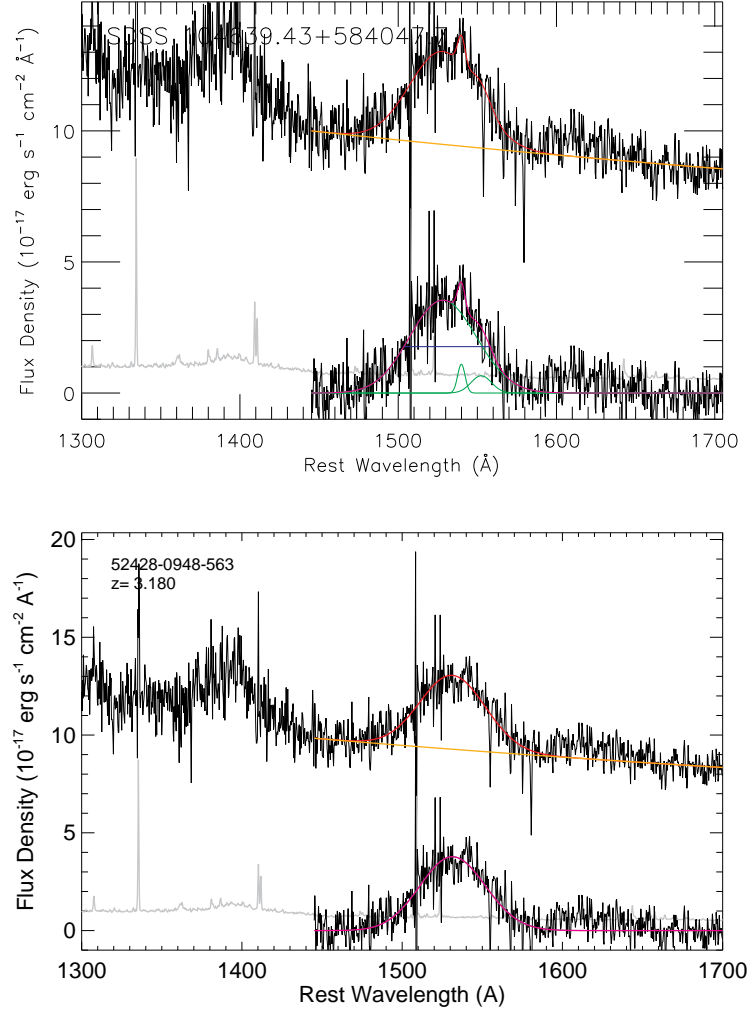 SDSS
Flux Density (10⁻¹⁷ erg s⁻¹ cm⁻² Å⁻¹)
10
5
0
1300 1400 1500 1600 1700
Rest Wavelength (Å)
52428-0948-563
z= 3.180
Flux Density (10⁻¹⁷ erg s⁻¹ cm⁻² A⁻¹)
20
15
10
5
0
1300 1400 1500 1600 1700
Rest Wavelength (A)